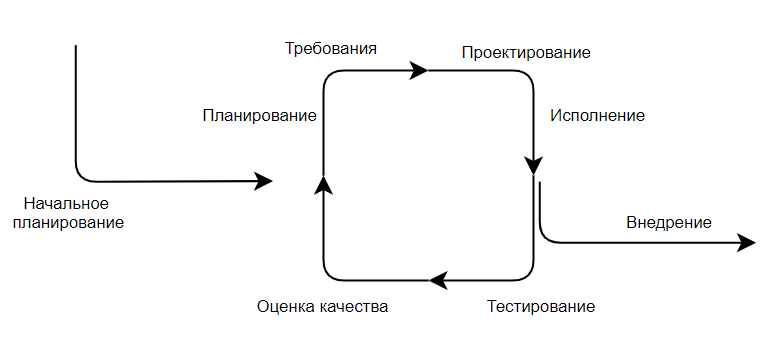 Требования
Проектирование
Планирование
Исполнение
Начальное
планирование
Внедрение
Оценка качества
Тестирование